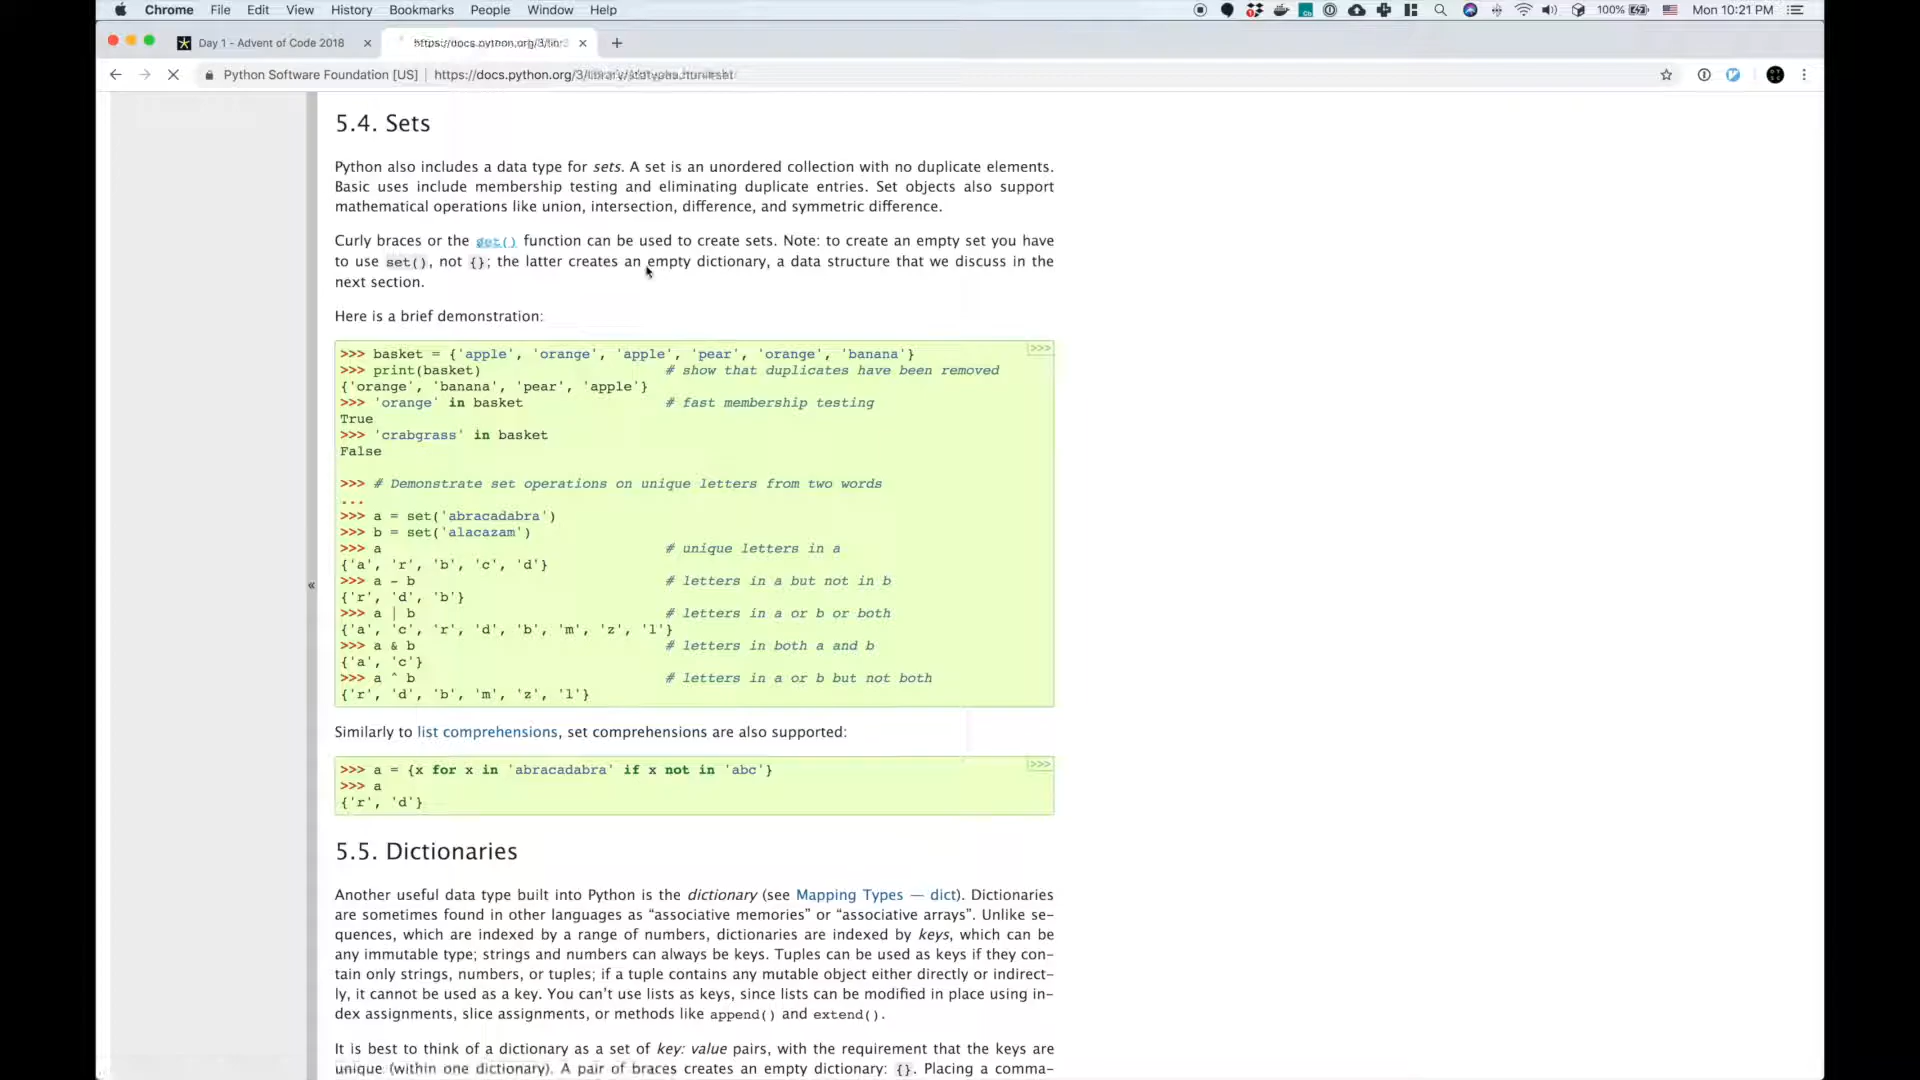 Chrome File Edit View History Bookmarks People Window Help 100% Mon 10:21 PM
Day 1 - Advent of Code 2018
Python Software Foundation [US] | https://docs.python.org/3/library/
5.4. Sets
Python also includes a data type for sets. A set is an unordered collection with no duplicate elements.
Basic uses include membership testing and eliminating duplicate entries. Set objects also support
mathematical operations like union, intersection, difference, and symmetric difference.
Curly braces or the set() function can be used to create sets. Note: to create an empty set you have
to use set(), not {}; the latter creates an empty dictionary, a data structure that we discuss in the
next section.
Here is a brief demonstration:
>>>
>>> basket = {'apple', 'orange', 'apple', 'pear', 'orange', 'banana'}
>>> print(basket) # show that duplicates have been removed
{'orange', 'banana', 'pear', 'apple'}
>>> 'orange' in basket # fast membership testing
True
>>> 'crabgrass' in basket
False
>>> # Demonstrate set operations on unique letters from two words
...
>>> a = set('abracadabra')
>>> b = set('alacazam')
>>> a # unique letters in a
{'a', 'r', 'b', 'c', 'd'}
>>> a - b # letters in a but not in b
{'r', 'd', 'b'}
>>> a | b # letters in a or b or both
{'a', 'c', 'r', 'd', 'b', 'm', 'z', 'l'}
>>> a & b # letters in both a and b
{'a', 'c'}
>>> a ^ b # letters in a or b but not both
{'r', 'd', 'b', 'm', 'z', 'l'}
«
Similarly to list comprehensions, set comprehensions are also supported:
>>>
>>> a = {x for x in 'abracadabra' if x not in 'abc'}
>>> a
{'r', 'd'}
5.5. Dictionaries
Another useful data type built into Python is the dictionary (see Mapping Types — dict). Dictionaries
are sometimes found in other languages as “associative memories” or “associative arrays”. Unlike se-
quences, which are indexed by a range of numbers, dictionaries are indexed by keys, which can be
any immutable type; strings and numbers can always be keys. Tuples can be used as keys if they con-
tain only strings, numbers, or tuples; if a tuple contains any mutable object either directly or indirect-
ly, it cannot be used as a key. You can’t use lists as keys, since lists can be modified in place using in-
dex assignments, slice assignments, or methods like append() and extend().
It is best to think of a dictionary as a set of key: value pairs, with the requirement that the keys are
unique (within one dictionary). A pair of braces creates an empty dictionary: {}. Placing a comma-